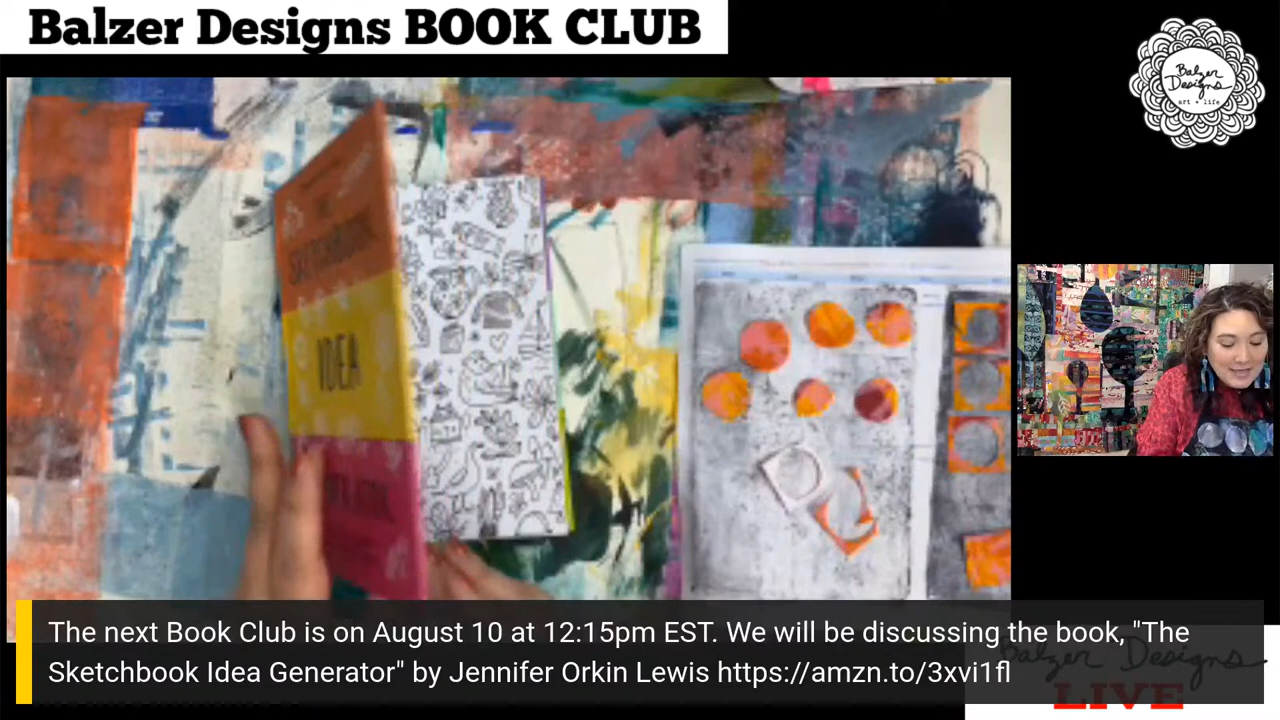 Balzer Designs BOOK CLUB
Balzer
Designs
art + life
SKETCHBOOK
IDEA
The next Book Club is on August 10 at 12:15pm EST. We will be discussing the book, "The
Sketchbook Idea Generator" by Jennifer Orkin Lewis https://amzn.to/3xvi1fl
Balzer Designs
LIVE